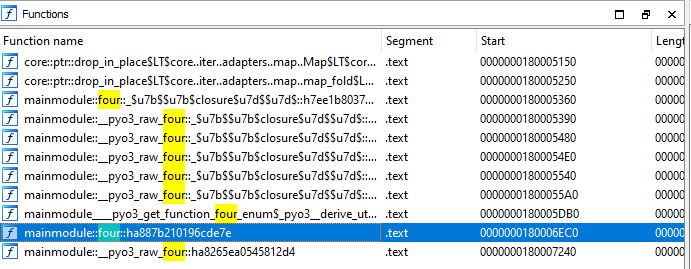 Functions
Function name Segment Start Length
core::ptr::drop_in_place$LT$core..iter..adapters..map..Map$LT$cor... .text 0000000180005150 00000
core::ptr::drop_in_place$LT$core..iter..adapters..map..map_fold$L... .text 0000000180005250 00000
mainmodule::four::_$u7b$$u7b$closure$u7d$$u7d$::h7ee1b8037... .text 0000000180005360 00000
mainmodule::__pyo3_raw_four::_$u7b$$u7b$closure$u7d$$u7d$::... .text 0000000180005390 00000
mainmodule::__pyo3_raw_four::_$u7b$$u7b$closure$u7d$$u7d$::... .text 0000000180005480 00000
mainmodule::__pyo3_raw_four::_$u7b$$u7b$closure$u7d$$u7d$::... .text 00000001800054E0 00000
mainmodule::__pyo3_raw_four::_$u7b$$u7b$closure$u7d$$u7d$::... .text 0000000180005540 00000
mainmodule::__pyo3_raw_four::_$u7b$$u7b$closure$u7d$$u7d$::... .text 00000001800055A0 00000
mainmodule____pyo3_get_function_four_enum$_pyo3__derive_ut... .text 0000000180005DB0 00000
mainmodule::four::ha887b210196cde7e .text 0000000180006EC0 00000
mainmodule::__pyo3_raw_four::ha8265ea0545812d4 .text 0000000180007240 00000